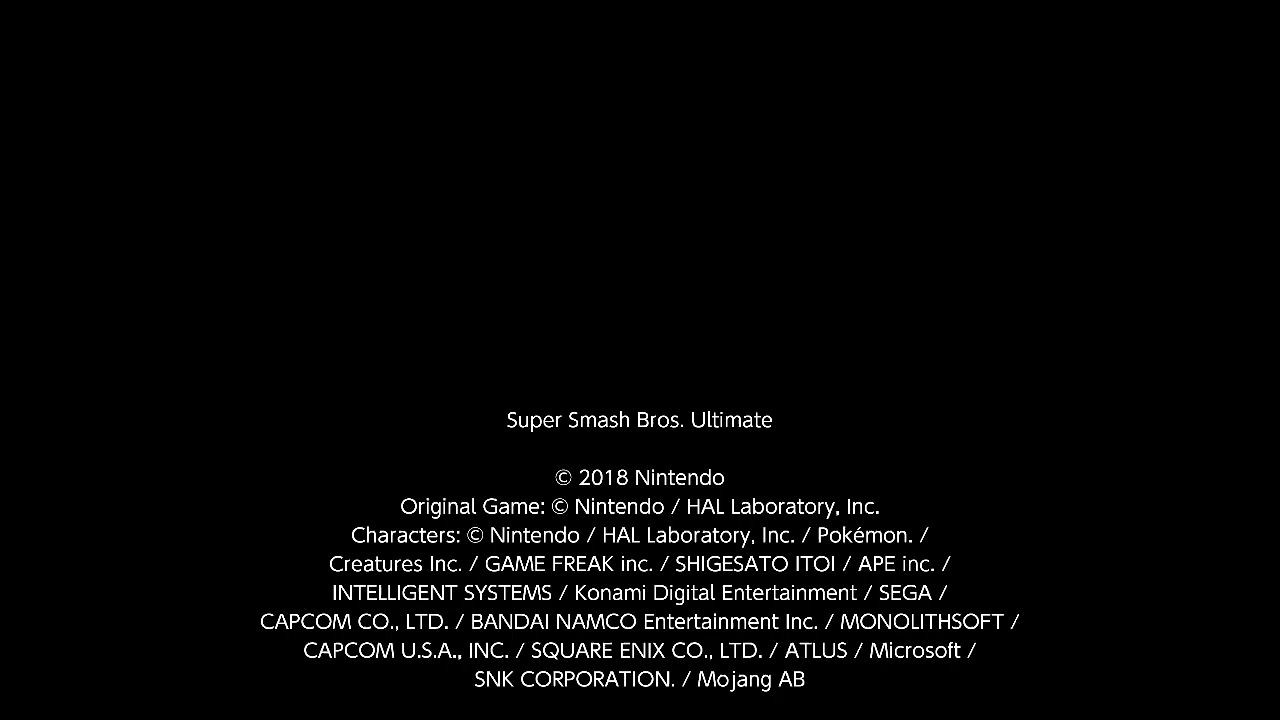 Super Smash Bros. Ultimate
© 2018 Nintendo
Original Game: © Nintendo / HAL Laboratory, Inc.
Characters: © Nintendo / HAL Laboratory, Inc. / Pokémon. /
Creatures Inc. / GAME FREAK inc. / SHIGESATO ITOI / APE inc. /
INTELLIGENT SYSTEMS / Konami Digital Entertainment / SEGA /
CAPCOM CO., LTD. / BANDAI NAMCO Entertainment Inc. / MONOLITHSOFT /
CAPCOM U.S.A., INC. / SQUARE ENIX CO., LTD. / ATLUS / Microsoft /
SNK CORPORATION. / Mojang AB